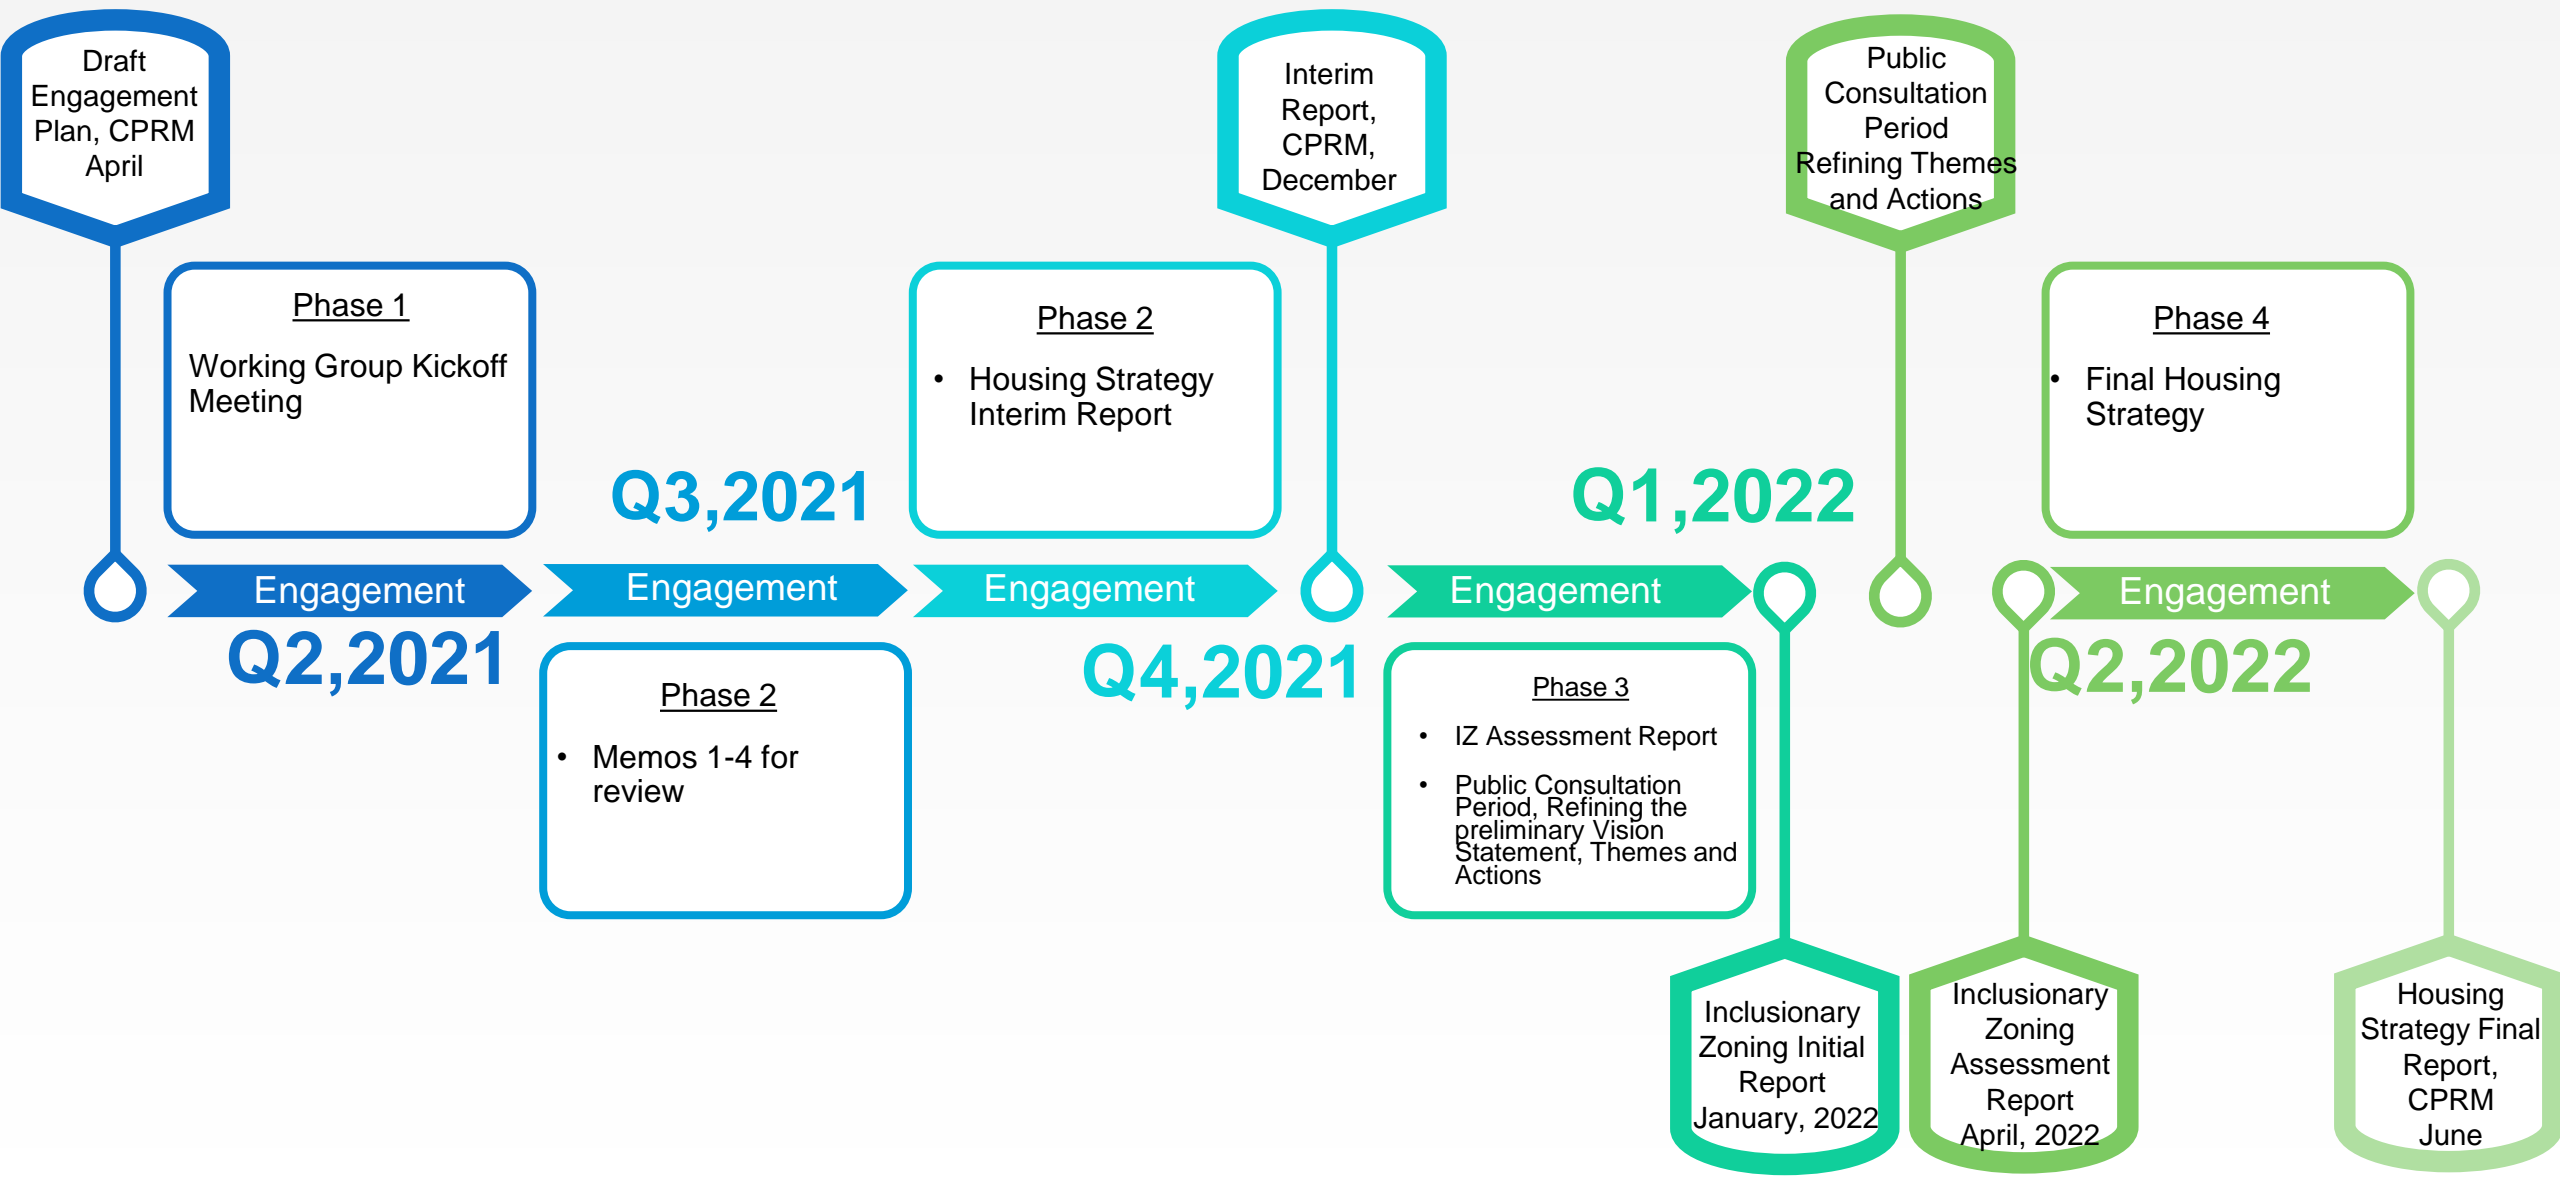 Draft
Engagement
Plan, CPRM
April
Phase 1
Working Group Kickoff
Meeting
Engagement
Q2,2021
Q3,2021
Engagement
Phase 2
• Memos 1-4 for
review
Phase 2
• Housing Strategy
Interim Report
Engagement
Q4,2021
Interim
Report,
CPRM,
December
Engagement
Phase 3
• IZ Assessment Report
• Public Consultation
Period, Refining the
preliminary Vision
Statement, Themes and
Actions
Q1,2022
Inclusionary
Zoning Initial
Report
January, 2022
Public
Consultation
Period
Refining Themes
and Actions
Inclusionary
Zoning
Assessment
Report
April, 2022
Phase 4
• Final Housing
Strategy
Engagement
Q2,2022
Housing
Strategy Final
Report,
CPRM
June